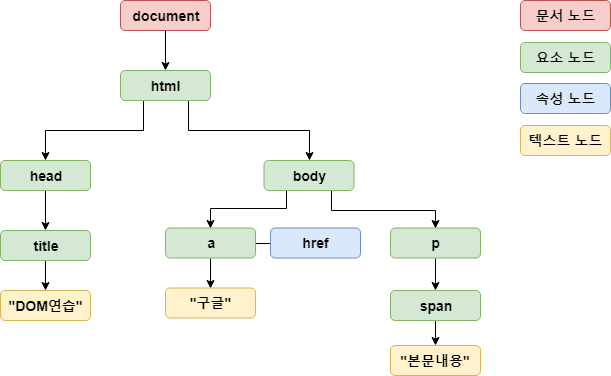 document
문서 노드
html
요소 노드
속성 노드
텍스트 노드
head
body
title
a
href
p
"DOM연습"
"구글"
span
"본문내용"